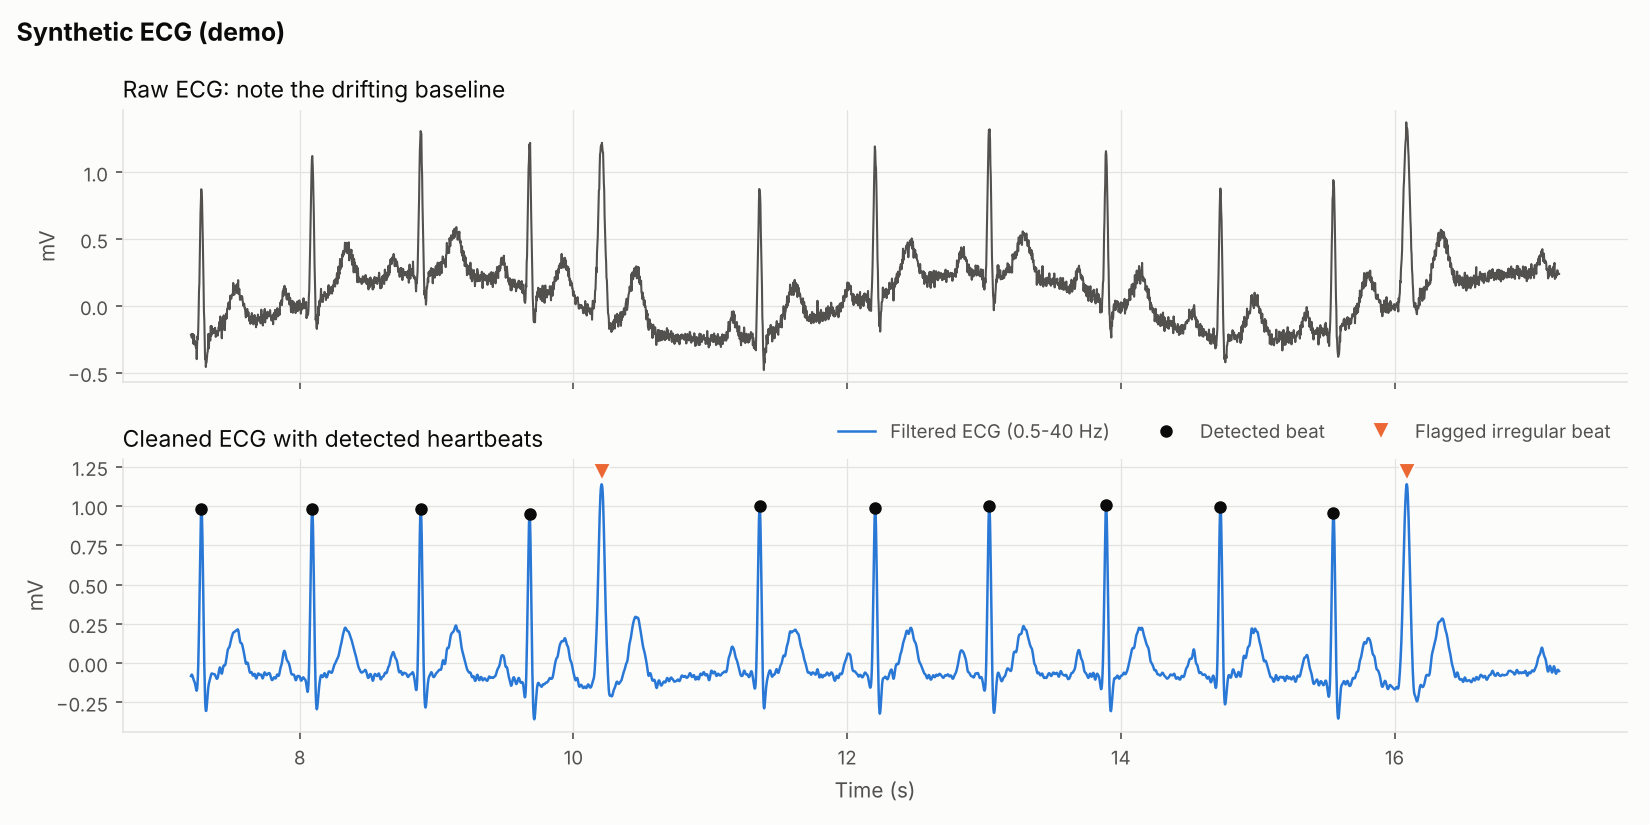 Synthetic ECG (demo)
Raw ECG: note the drifting baseline
mV
1.0
0.5
0.0
−0.5
Cleaned ECG with detected heartbeats
Filtered ECG (0.5-40 Hz)
Detected beat
Flagged irregular beat
mV
1.25
1.00
0.75
0.50
0.25
0.00
−0.25
8
10
12
14
16
Time (s)